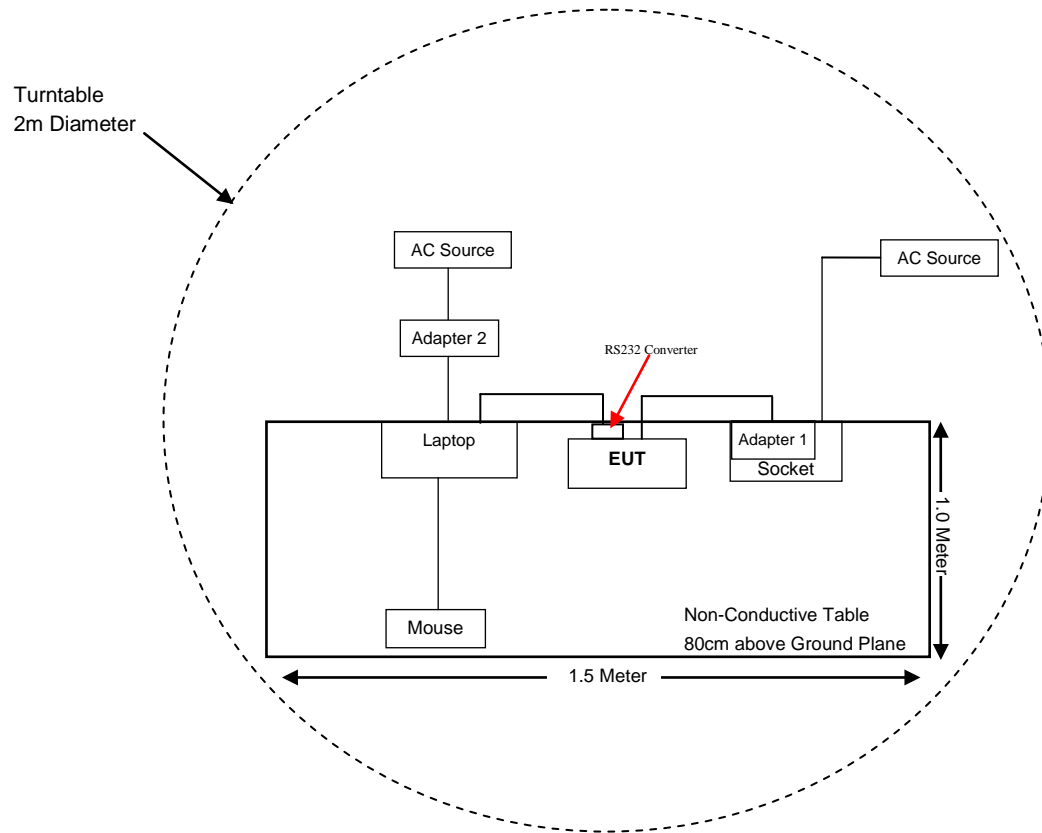 Turntable
2m Diameter
AC Source
AC Source
Adapter 2
RS232 Converter
Laptop
EUT
Adapter 1
Socket
1.0 Meter
Mouse
Non-Conductive Table
80cm above Ground Plane
1.5 Meter